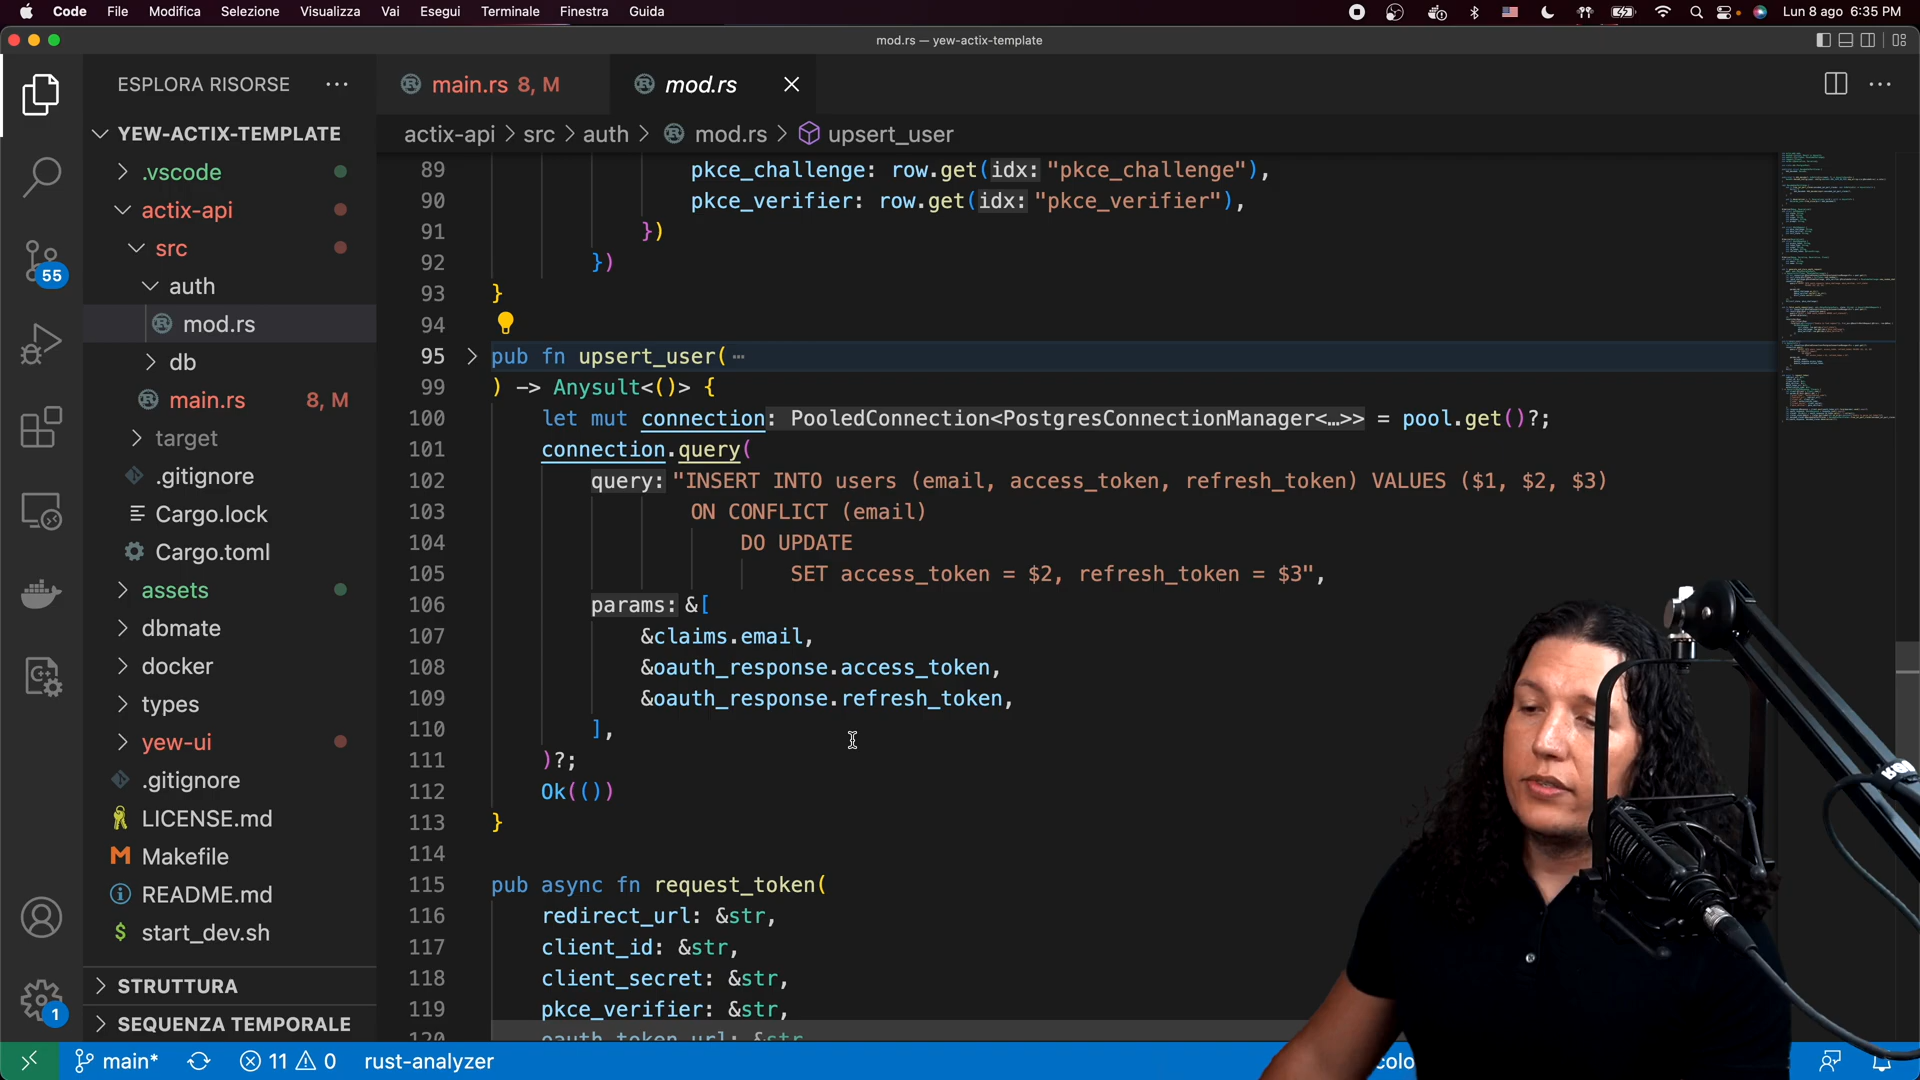 Code File Modifica Selezione Visualizza Vai Esegui Terminale Finestra Guida Lun 8 ago 6:35 PM
mod.rs — yew-actix-template
ESPLORA RISORSE
main.rs 8, M
mod.rs
actix-api > src > auth > mod.rs > upsert_user
YEW-ACTIX-TEMPLATE
.vscode
actix-api
src
auth
mod.rs
db
main.rs 8, M
target
.gitignore
Cargo.lock
Cargo.toml
assets
dbmate
docker
types
yew-ui
.gitignore
LICENSE.md
Makefile
README.md
start_dev.sh
STRUTTURA
SEQUENZA TEMPORALE
55
1
89 pkce_challenge: row.get(idx: "pkce_challenge"),
90 pkce_verifier: row.get(idx: "pkce_verifier"),
91 })
92 })
93 }
94
95 pub fn upsert_user( ⋯
99 ) -> Anysult<()> {
100 let mut connection: PooledConnection<PostgresConnectionManager<…>> = pool.get()?;
101 connection.query(
102 query: "INSERT INTO users (email, access_token, refresh_token) VALUES ($1, $2, $3)
103 ON CONFLICT (email)
104 DO UPDATE
105 SET access_token = $2, refresh_token = $3",
106 params: &[
107 &claims.email,
108 &oauth_response.access_token,
109 &oauth_response.refresh_token,
110 ],
111 )?;
112 Ok(())
113 }
114
115 pub async fn request_token(
116 redirect_url: &str,
117 client_id: &str,
118 client_secret: &str,
119 pkce_verifier: &str,
120 oauth_token_url: &str
main* 11 0 rust-analyzer